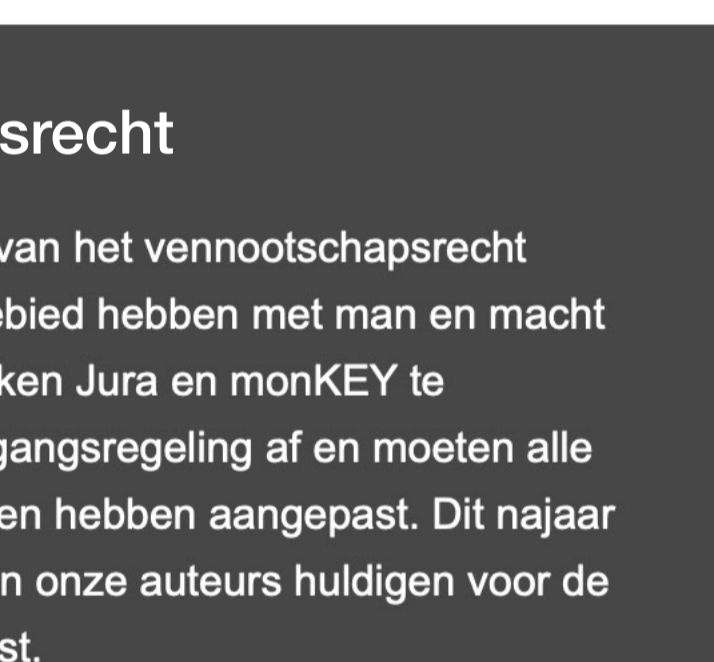 srecht
van het vennootschapsrecht
ebied hebben met man en macht
ken Jura en monKEY te
gangsregeling af en moeten alle
en hebben aangepast. Dit najaar
n onze auteurs huldigen voor de
st.